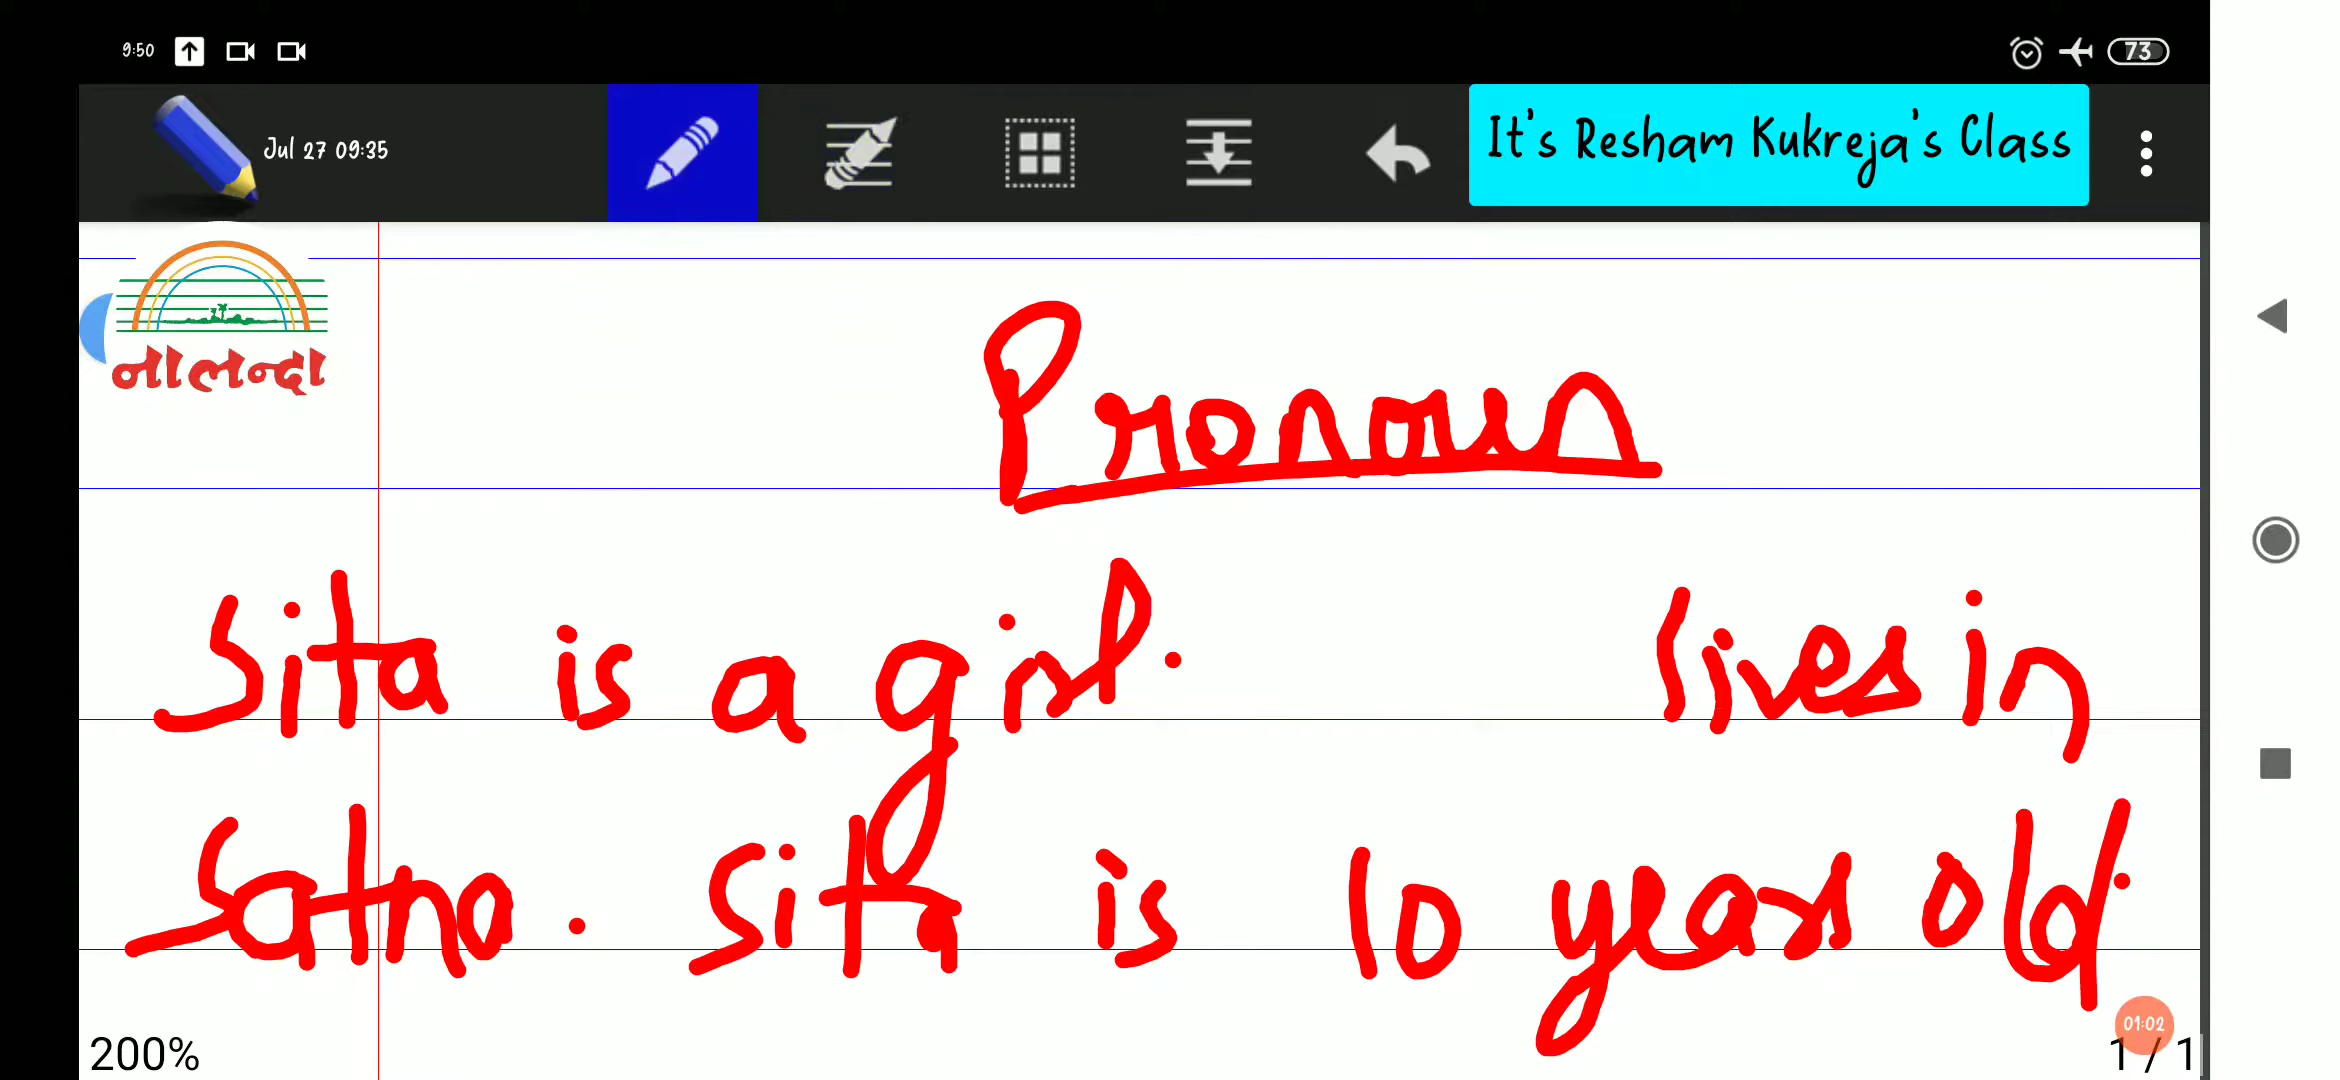 9:50 73
Jul 27 09:35 It's Resham Kukreja's Class
नालन्दा
Pronoun
Sita is a girl. lives in
Satna. Sita is 10 years old.
01:02
200% 1 / 1